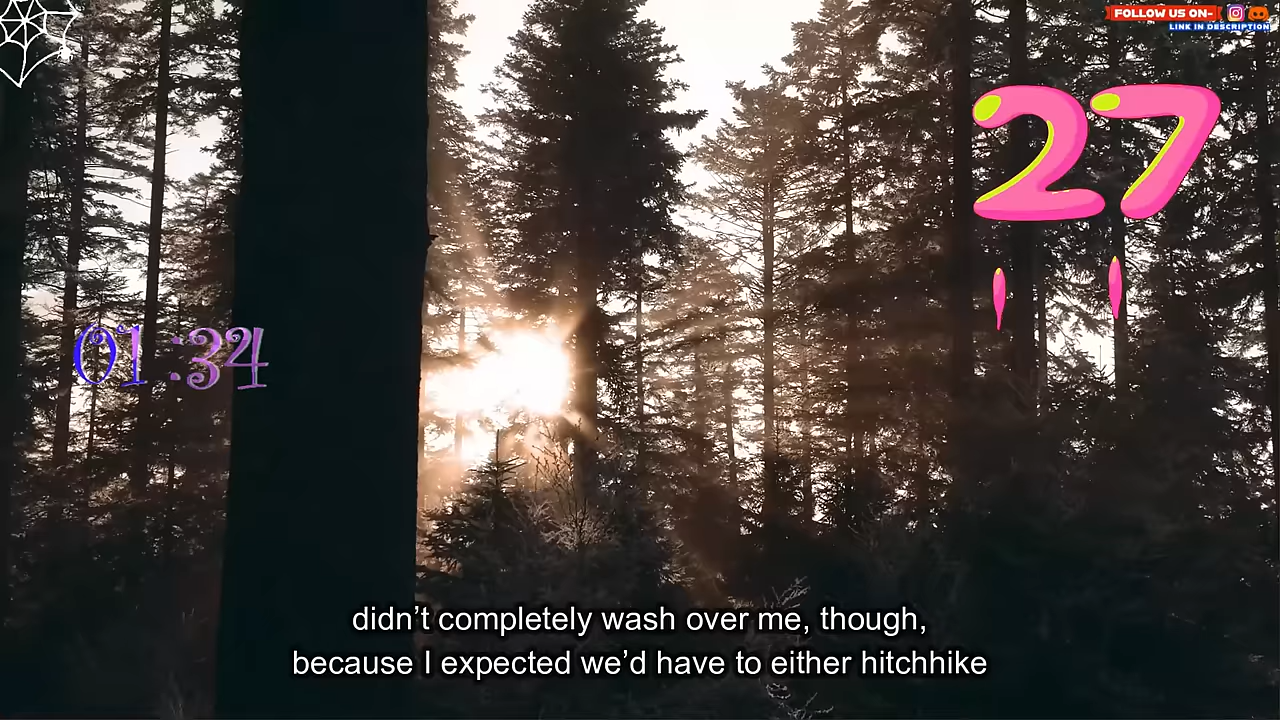 FOLLOW US ON-
LINK IN DESCRIPTION
27
01:34
didn’t completely wash over me, though,
because I expected we’d have to either hitchhike